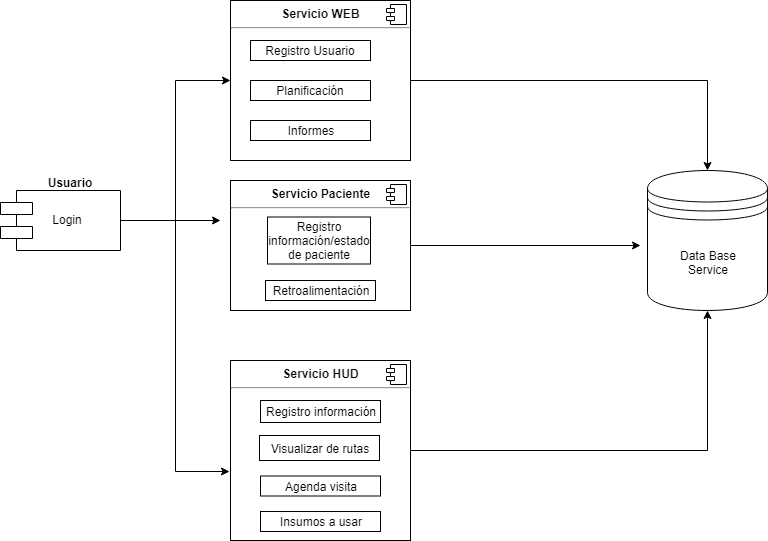 Servicio WEB
Registro Usuario
Planificación
Informes
Usuario
Login
Servicio Paciente
Registro
información/estado
de paciente
Retroalimentación
Data Base
Service
Servicio HUD
Registro información
Visualizar de rutas
Agenda visita
Insumos a usar